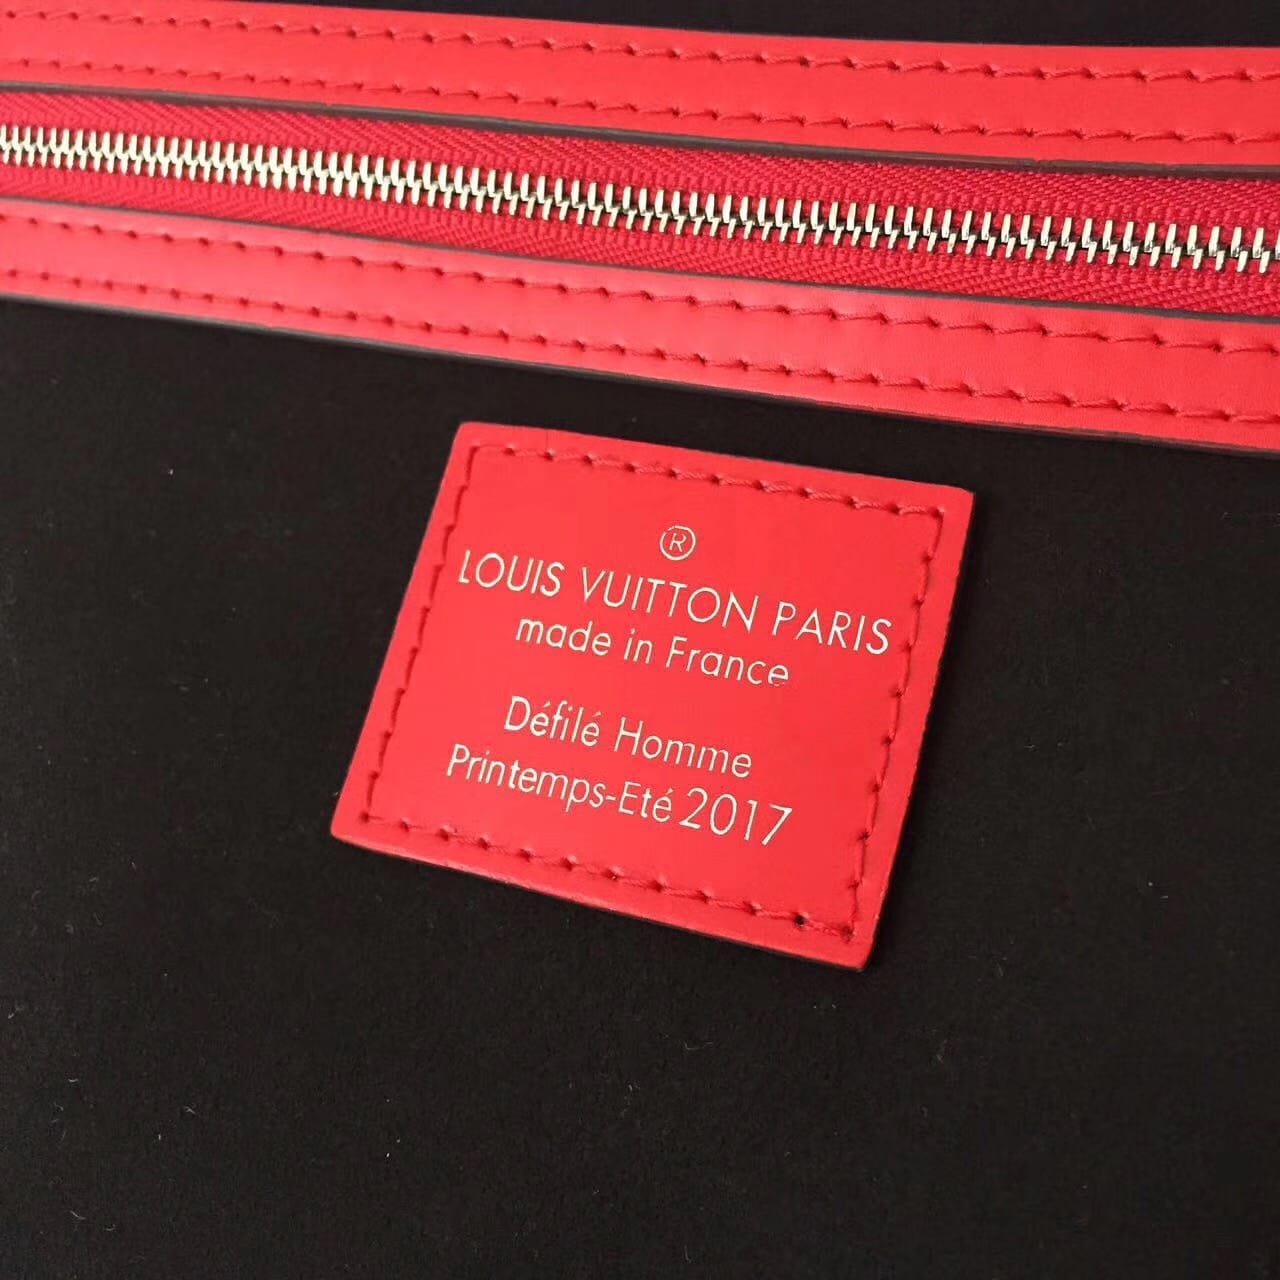 ®
LOUIS VUITTON PARIS
made in France
Défilé Homme
Printemps-Eté 2017